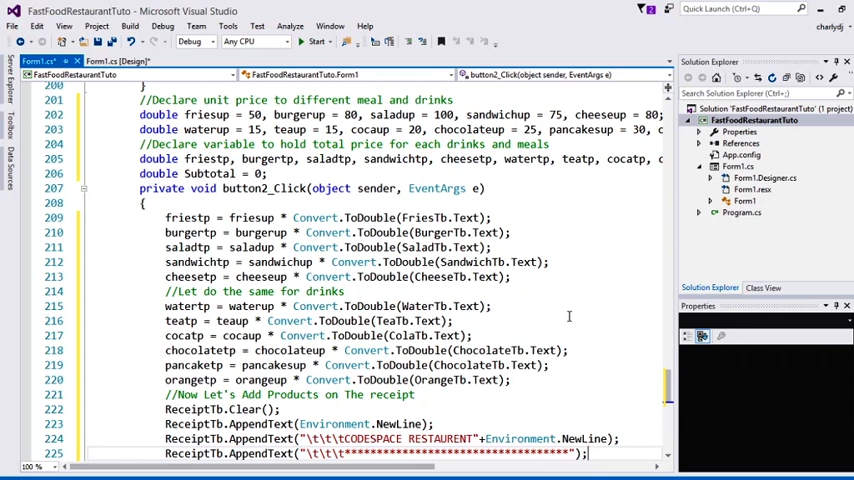 FastFoodRestaurantTuto - Microsoft Visual Studio
2
Quick Launch (Ctrl+Q)
FILE Edit View Project Build Debug Team Tools Test Analyze Window Help
charlydj
Debug Any CPU Start
Form1.cs* Form1.cs [Design]*
FastFoodRestaurantTuto FastFoodRestaurantTuto.Form1 button2_Click(object sender, EventArgs e)
Server Explorer
Toolbox
Data Sources
200 }
201 //Declare unit price to different meal and drinks
202 double friesup = 50, burgerup = 80, saladup = 100, sandwichup = 75, cheeseup = 80;
203 double waterup = 15, teaup = 15, cocaup = 20, chocolateup = 25, pancakesup = 30, c
204 //Declare variable to hold total price for each drinks and meals
205 double friestp, burgertp, saladtp, sandwichtp, cheesetp, watertp, teatp, cocatp, c
206 double Subtotal = 0;
207 private void button2_Click(object sender, EventArgs e)
208 {
209 friestp = friesup * Convert.ToDouble(FriesTb.Text);
210 burgertp = burgerup * Convert.ToDouble(BurgerTb.Text);
211 saladtp = saladup * Convert.ToDouble(SaladTb.Text);
212 sandwichtp = sandwichup * Convert.ToDouble(SandwichTb.Text);
213 cheesetp = cheeseup * Convert.ToDouble(CheeseTb.Text);
214 //Let do the same for drinks
215 watertp = waterup * Convert.ToDouble(WaterTb.Text);
216 teatp = teaup * Convert.ToDouble(TeaTb.Text);
217 cocatp = cocaup * Convert.ToDouble(ColaTb.Text);
218 chocolatetp = chocolateup * Convert.ToDouble(ChocolateTb.Text);
219 pancaketp = pancakesup * Convert.ToDouble(ChocolateTb.Text);
220 orangetp = orangeup * Convert.ToDouble(OrangeTb.Text);
221 //Now Let's Add Products on The receipt
222 ReceiptTb.Clear();
223 ReceiptTb.AppendText(Environment.NewLine);
224 ReceiptTb.AppendText("\t\t\tCODESPACE RESTAURENT"+Environment.NewLine);
225 ReceiptTb.AppendText("\t\t\t***********************************");
100 %
Solution Explorer
Search Solution Explorer (Ctrl+;)
Solution 'FastFoodRestaurantTuto' (1 project)
FastFoodRestaurantTuto
Properties
References
App.config
Form1.cs
Form1.Designer.cs
Form1.resx
Form1
Program.cs
Solution Explorer Class View
Properties